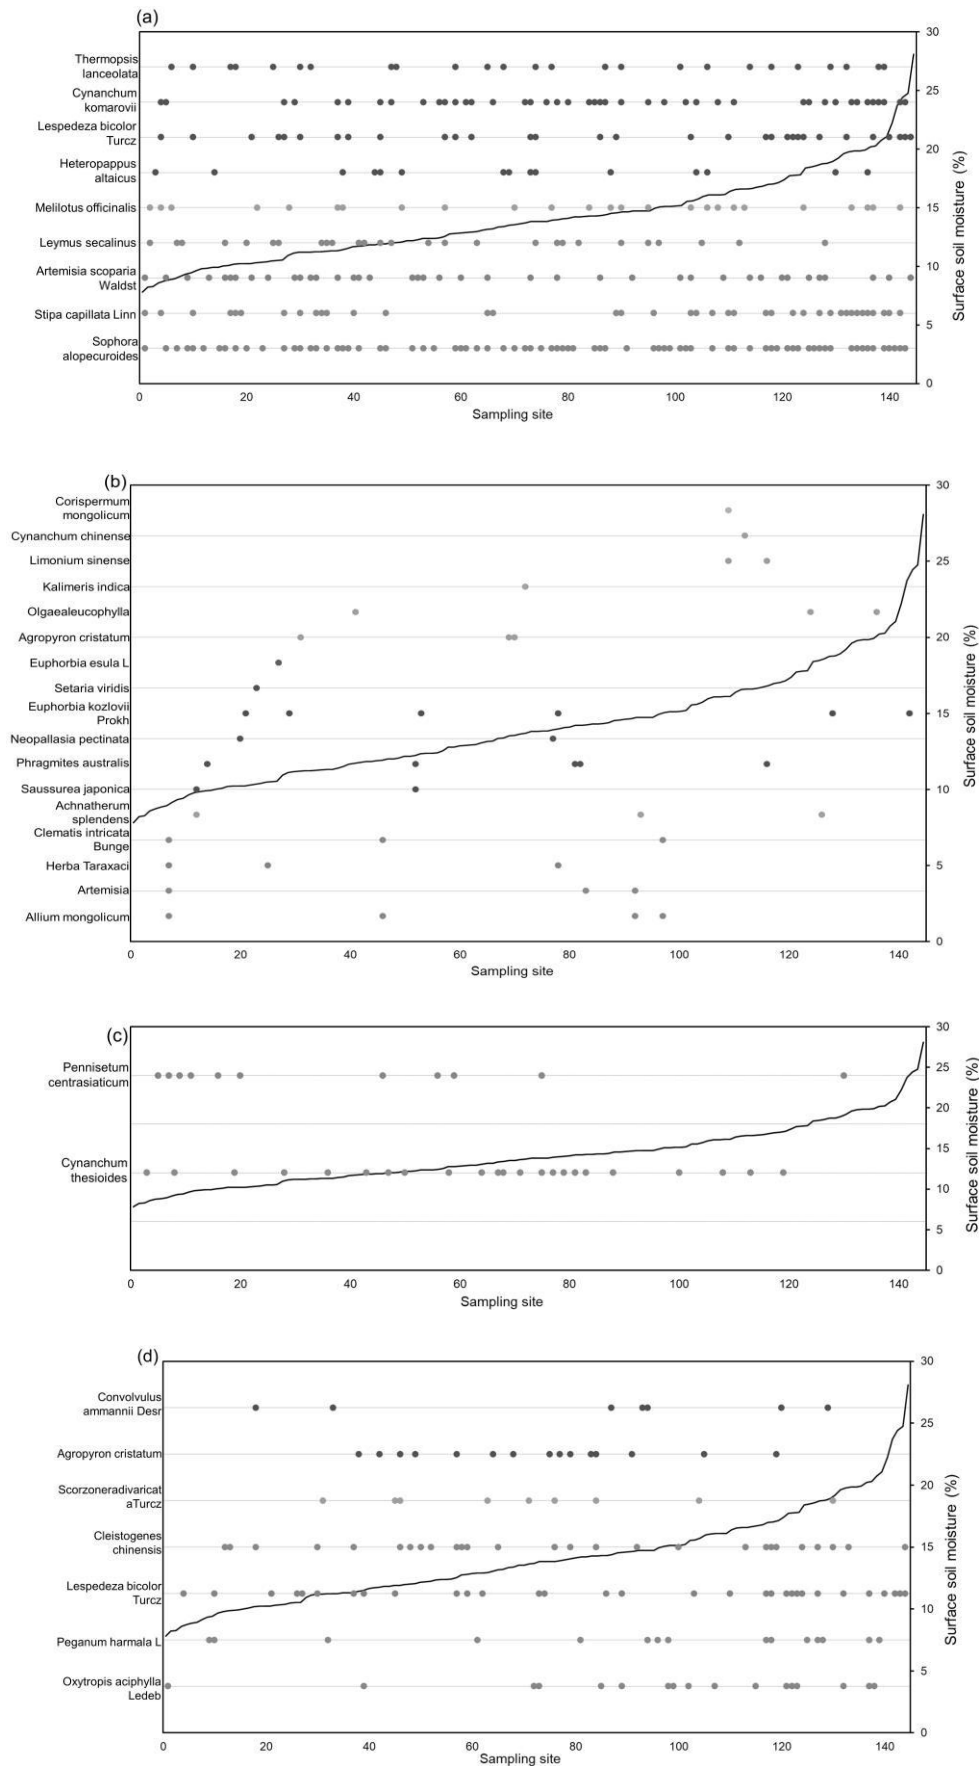 (a)
30
Thermopsis
lanceolata
25
Cynanchum
komarovii
Lespedeza bicolor
Turcz
20
Heteropappus
altaicus
Melilotus officinalis
15
Leymus secalinus
Artemisia scoparia
Waldst
10
Stipa capillata Linn
5
Sophora
alopecuroides
0
Surface soil moisture (%)
0 20 40 60 80 100 120 140
Sampling site
(b)
30
Corispermum
mongolicum
Cynanchum chinense
Limonium sinense
25
Kalimeris indica
Olgaealeucophylla
Agropyron cristatum
20
Euphorbia esula L
Setaria viridis
Euphorbia kozlovii
Prokh
15
Neopallasia pectinata
Phragmites australis
Saussurea japonica
10
Achnatherum
splendens
Clematis intricata
Bunge
Herba Taraxaci
5
Artemisia
Allium mongolicum
0
Surface soil moisture (%)
0 20 40 60 80 100 120 140
Sampling site
(c)
30
Pennisetum
centrasiaticum
25
20
15
Cynanchum
thesioides
10
5
0
Surface soil moisture (%)
0 20 40 60 80 100 120 140
Sampling site
(d)
30
Convolvulus
ammannii Desr
25
Agropyron cristatum
Scorzoneradivaricat
aTurcz
20
Cleistogenes
chinensis
15
Lespedeza bicolor
Turcz
10
Peganum harmala L
Oxytropis aciphylla
Ledeb
5
0
Surface soil moisture (%)
0 20 40 60 80 100 120 140
Sampling site